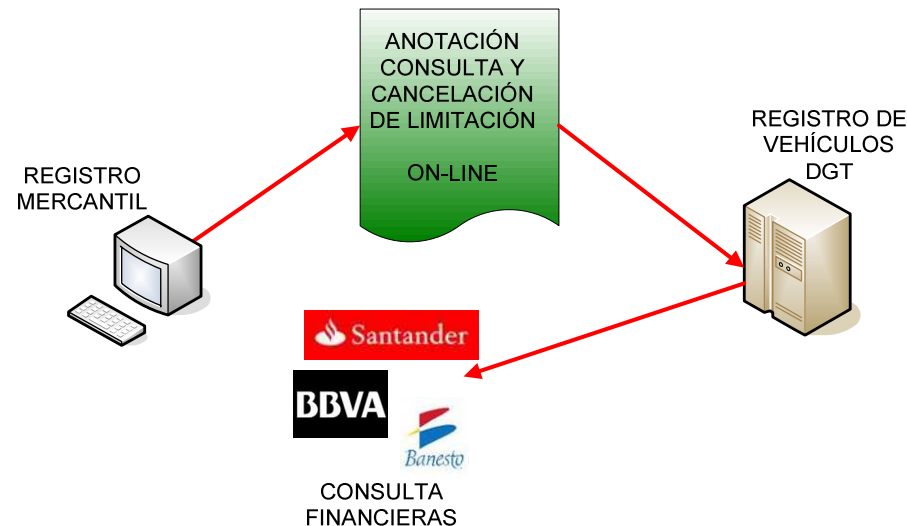 ANOTACIÓN
CONSULTA Y
CANCELACIÓN
DE LIMITACIÓN
ON-LINE
REGISTRO DE
VEHÍCULOS
DGT
REGISTRO
MERCANTIL
Santander
BBVA
Banesto
CONSULTA
FINANCIERAS